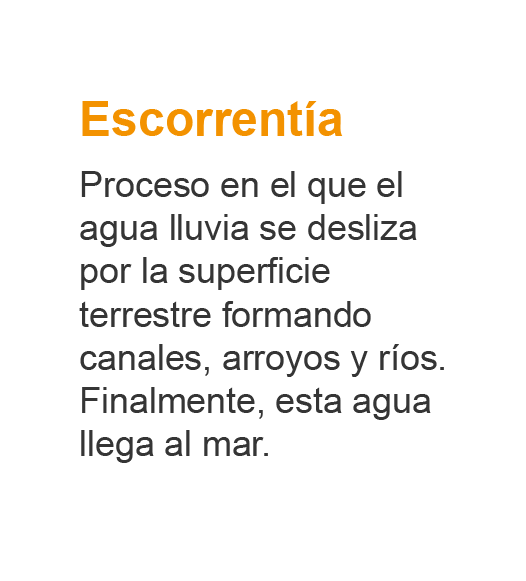 Escorrentía
Proceso en el que el
agua lluvia se desliza
por la superficie
terrestre formando
canales, arroyos y ríos.
Finalmente, esta agua
llega al mar.